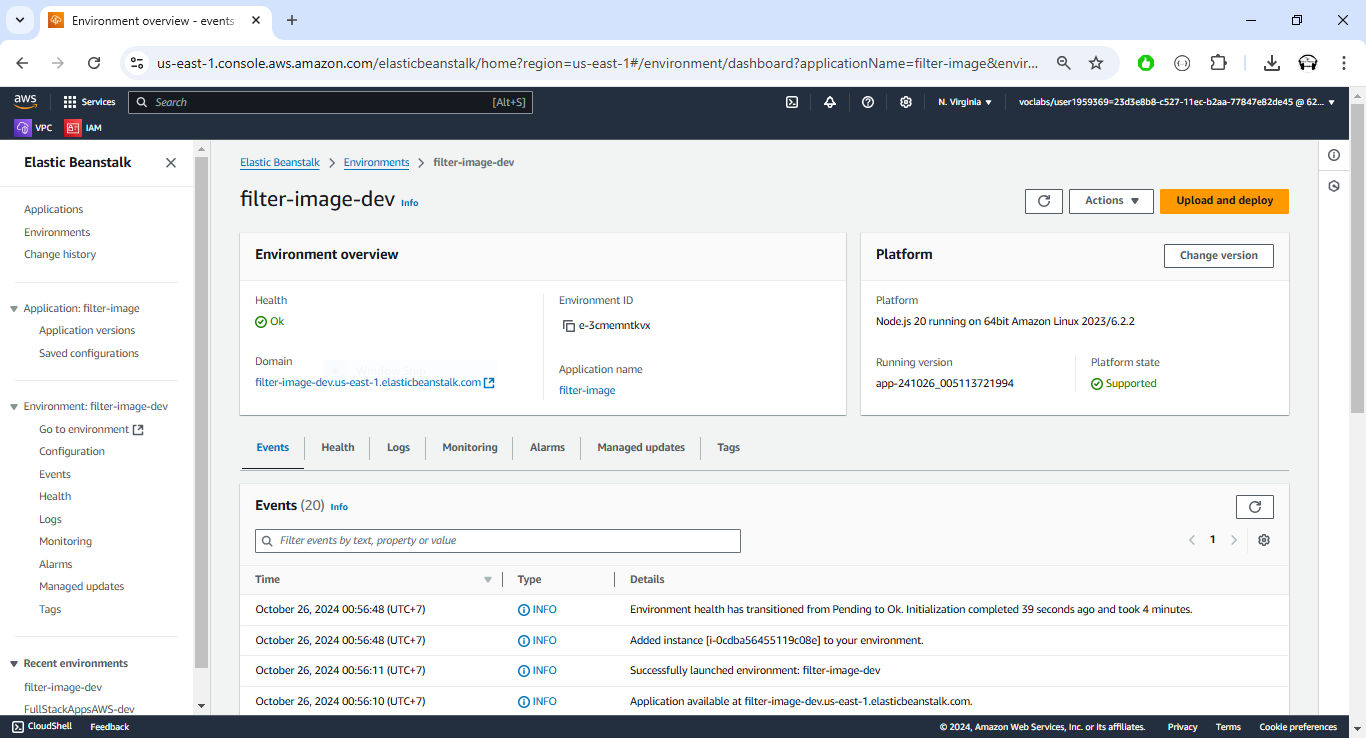 Environment overview - events
us-east-1.console.aws.amazon.com/elasticbeanstalk/home?region=us-east-1#/environment/dashboard?applicationName=filter-image&envir...
aws
Services
Search
[Alt+S]
N. Virginia
voclabs/user1959369=23d3e8b8-c527-11ec-b2aa-77847e82de45 @ 62...
VPC
IAM
Elastic Beanstalk
Applications
Environments
Change history
Application: filter-image
Application versions
Saved configurations
Environment: filter-image-dev
Go to environment
Configuration
Events
Health
Logs
Monitoring
Alarms
Managed updates
Tags
Recent environments
filter-image-dev
FullStackAppsAWS-dev
Elastic Beanstalk > Environments > filter-image-dev
filter-image-dev Info
Actions
Upload and deploy
Environment overview
Health
Ok
Domain
filter-image-dev.us-east-1.elasticbeanstalk.com
Environment ID
e-3cmemntkvx
Application name
filter-image
Platform
Change version
Platform
Node.js 20 running on 64bit Amazon Linux 2023/6.2.2
Running version
app-241026_005113721994
Platform state
Supported
Events
Health
Logs
Monitoring
Alarms
Managed updates
Tags
Events (20) Info
Filter events by text, property or value
1
Time Type Details
October 26, 2024 00:56:48 (UTC+7) INFO Environment health has transitioned from Pending to Ok. Initialization completed 39 seconds ago and took 4 minutes.
October 26, 2024 00:56:48 (UTC+7) INFO Added instance [i-0cdba56455119c08e] to your environment.
October 26, 2024 00:56:11 (UTC+7) INFO Successfully launched environment: filter-image-dev
October 26, 2024 00:56:10 (UTC+7) INFO Application available at filter-image-dev.us-east-1.elasticbeanstalk.com.
CloudShell
Feedback
© 2024, Amazon Web Services, Inc. or its affiliates.
Privacy
Terms
Cookie preferences